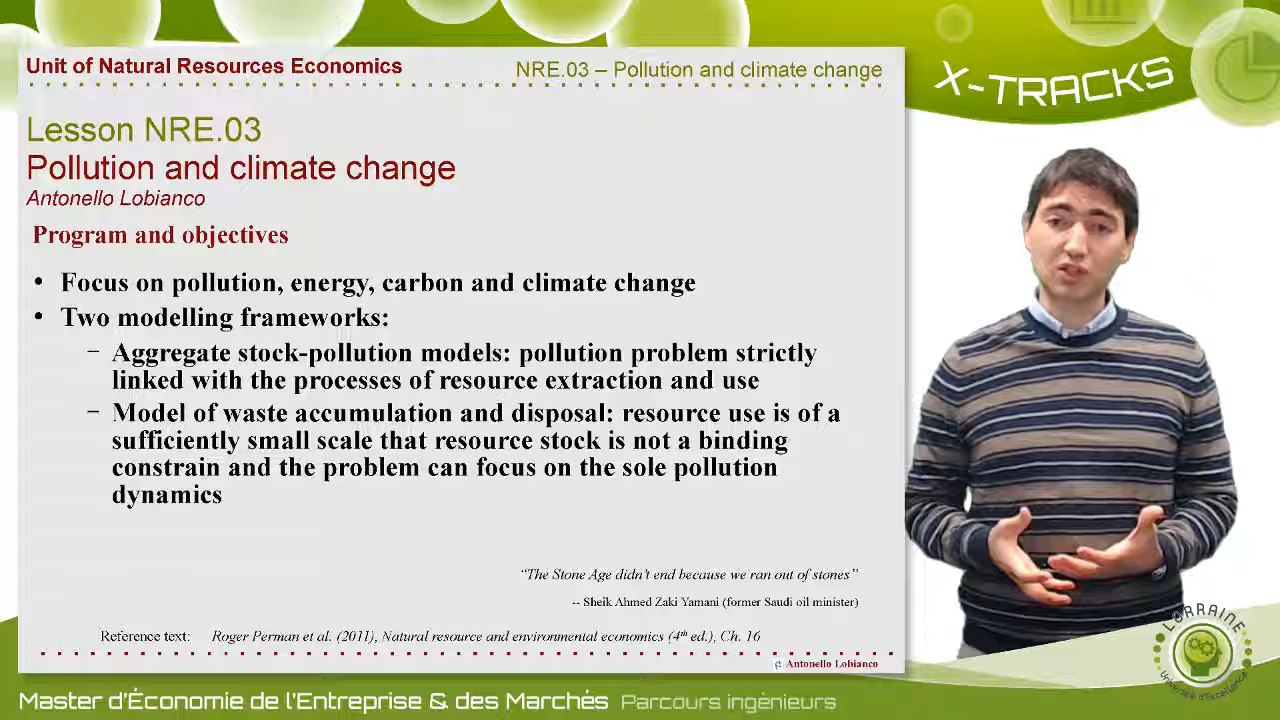 Unit of Natural Resources Economics
NRE.03 – Pollution and climate change
X-TRACKS
Lesson NRE.03
Pollution and climate change
Antonello Lobianco
Program and objectives
• Focus on pollution, energy, carbon and climate change
• Two modelling frameworks:
– Aggregate stock-pollution models: pollution problem strictly
linked with the processes of resource extraction and use
– Model of waste accumulation and disposal: resource use is of a
sufficiently small scale that resource stock is not a binding
constrain and the problem can focus on the sole pollution
dynamics
“The Stone Age didn’t end because we ran out of stones”
-- Sheik Ahmed Zaki Yamani (former Saudi oil minister)
Reference text: Roger Perman et al. (2011), Natural resource and environmental economics (4th ed.), Ch. 16
Antonello Lobianco
LORRAINE
Université d'Excellence
Master d'Économie de l'Entreprise & des Marchés Parcours ingénieurs